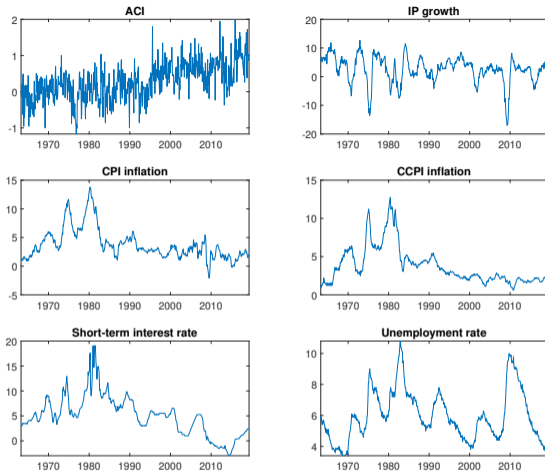 ACI
2
1
0
-1
1970 1980 1990 2000 2010
IP growth
20
10
0
-10
-20
1970 1980 1990 2000 2010
CPI inflation
15
10
5
0
-5
1970 1980 1990 2000 2010
CCPI inflation
15
10
5
0
1970 1980 1990 2000 2010
Short-term interest rate
20
15
10
5
0
1970 1980 1990 2000 2010
Unemployment rate
10
8
6
4
1970 1980 1990 2000 2010